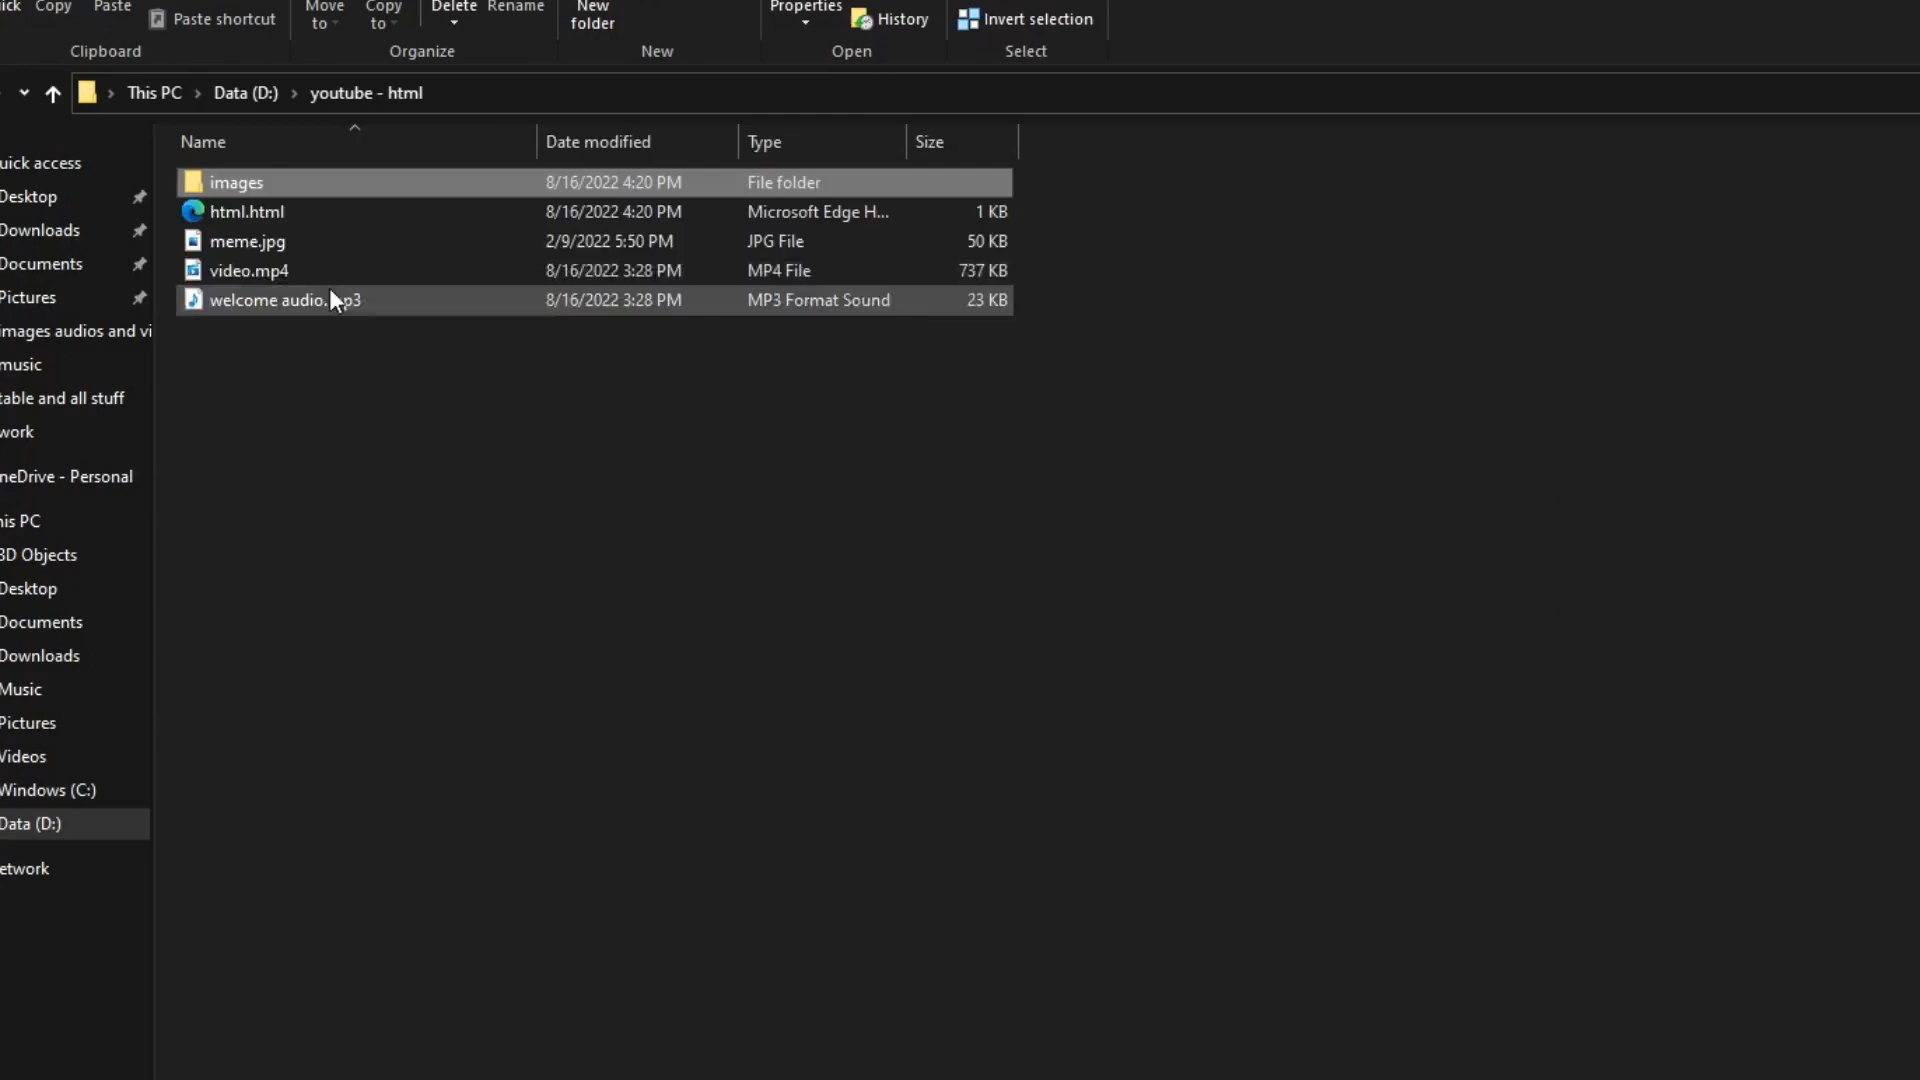 ick Copy Paste
Paste shortcut
Move to
Copy to
Delete Rename
New folder
Properties
History
Invert selection
Clipboard Organize New Open Select
This PC > Data (D:) > youtube - html
Name Date modified Type Size
images 8/16/2022 4:20 PM File folder
html.html 8/16/2022 4:20 PM Microsoft Edge H... 1 KB
meme.jpg 2/9/2022 5:50 PM JPG File 50 KB
video.mp4 8/16/2022 3:28 PM MP4 File 737 KB
welcome audio. p3 8/16/2022 3:28 PM MP3 Format Sound 23 KB
uick access
Desktop
Downloads
Documents
Pictures
images audios and vi
music
table and all stuff
work
neDrive - Personal
is PC
3D Objects
Desktop
Documents
Downloads
Music
Pictures
Videos
Windows (C:)
Data (D:)
etwork